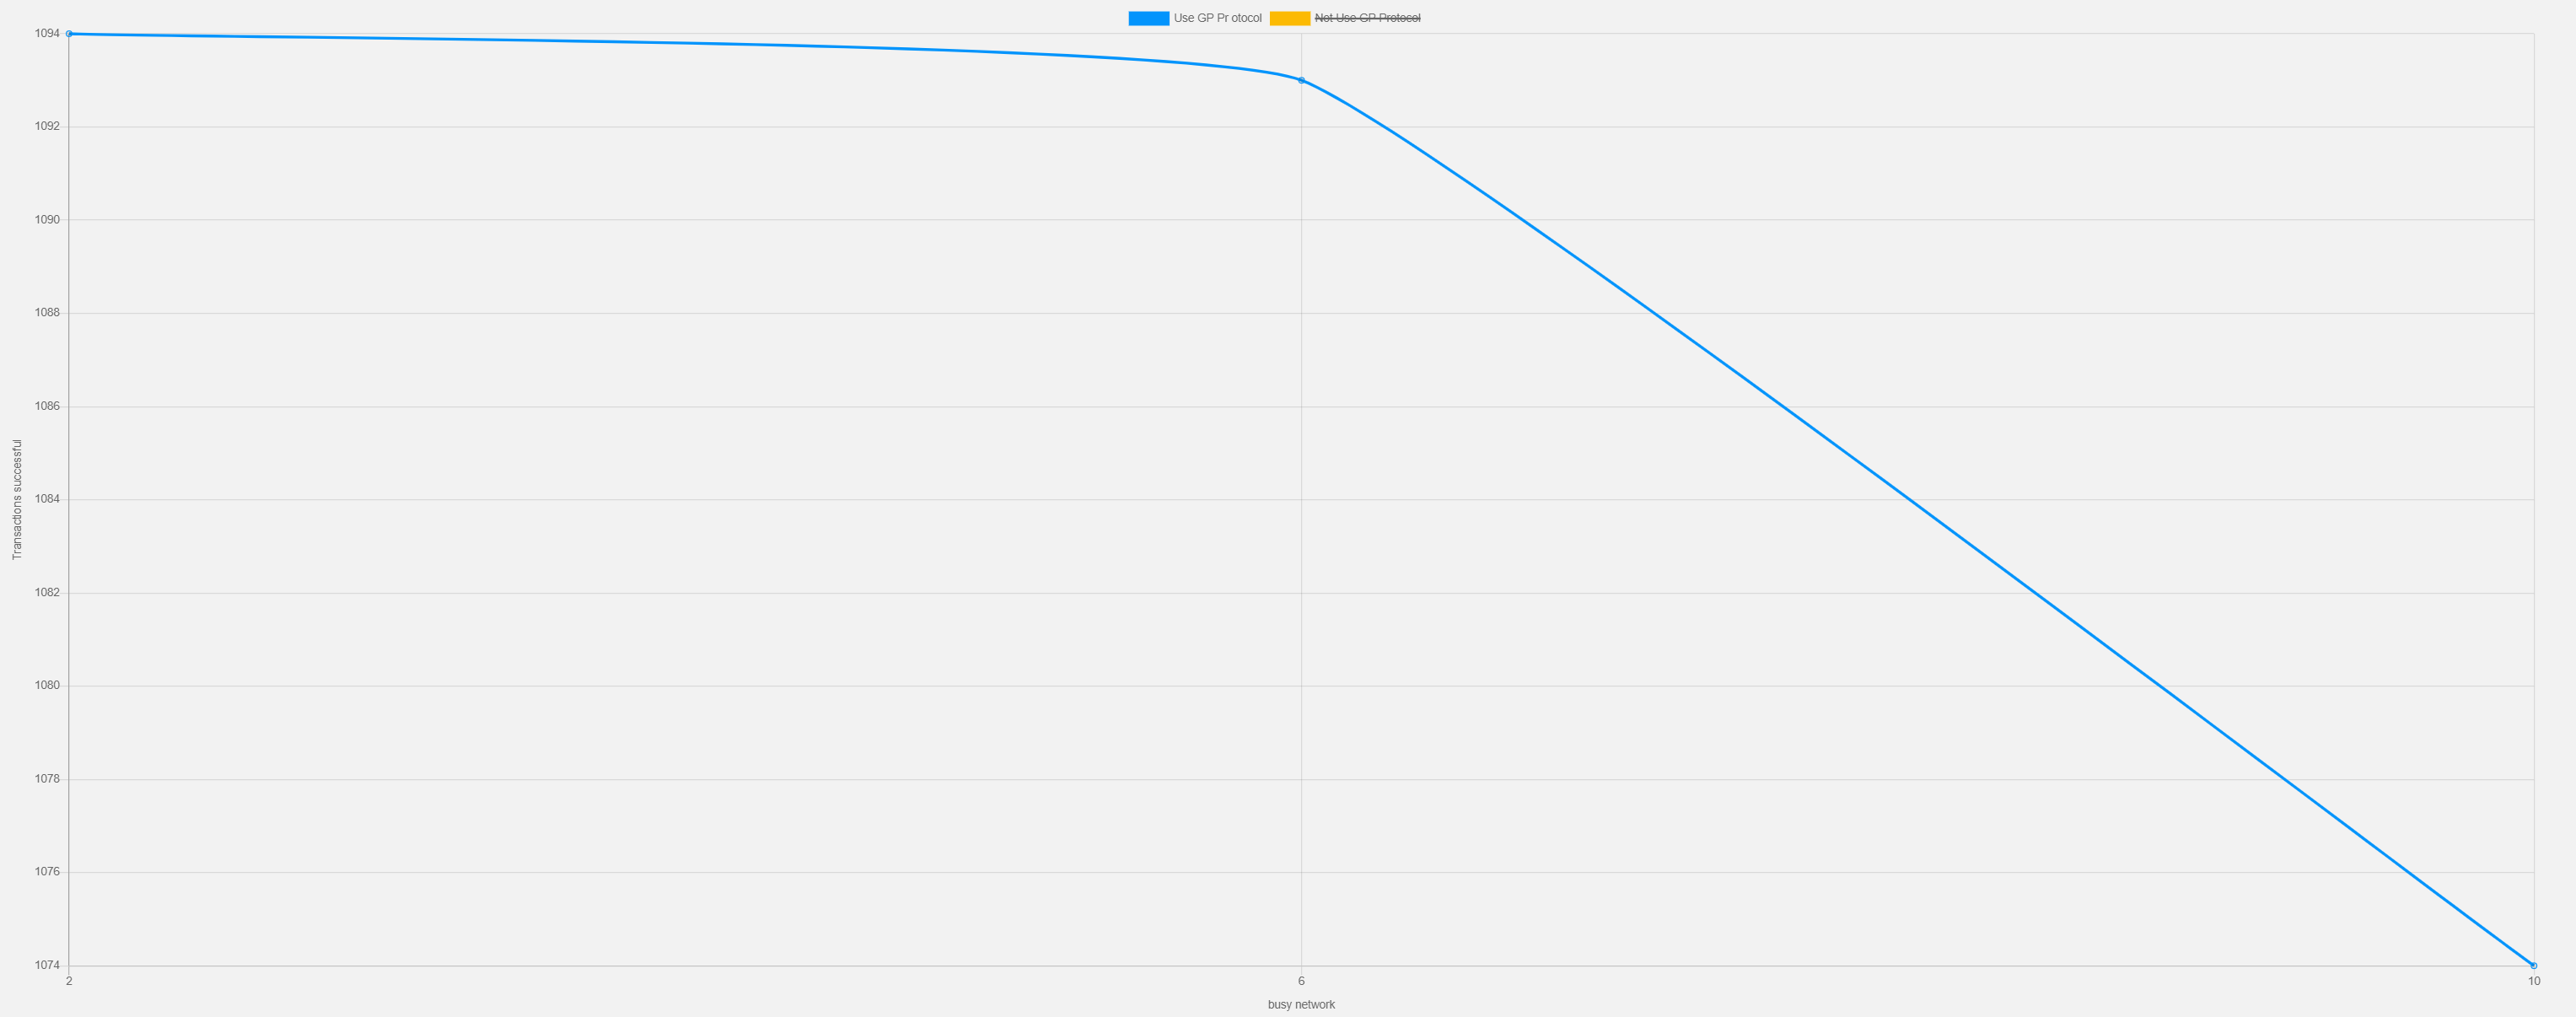 Use GP Pr otocol Not Use GP Protocol
1094
1092
1090
1088
1086
1084
1082
1080
1078
1076
1074
Transactions successful
2 6 10
busy network